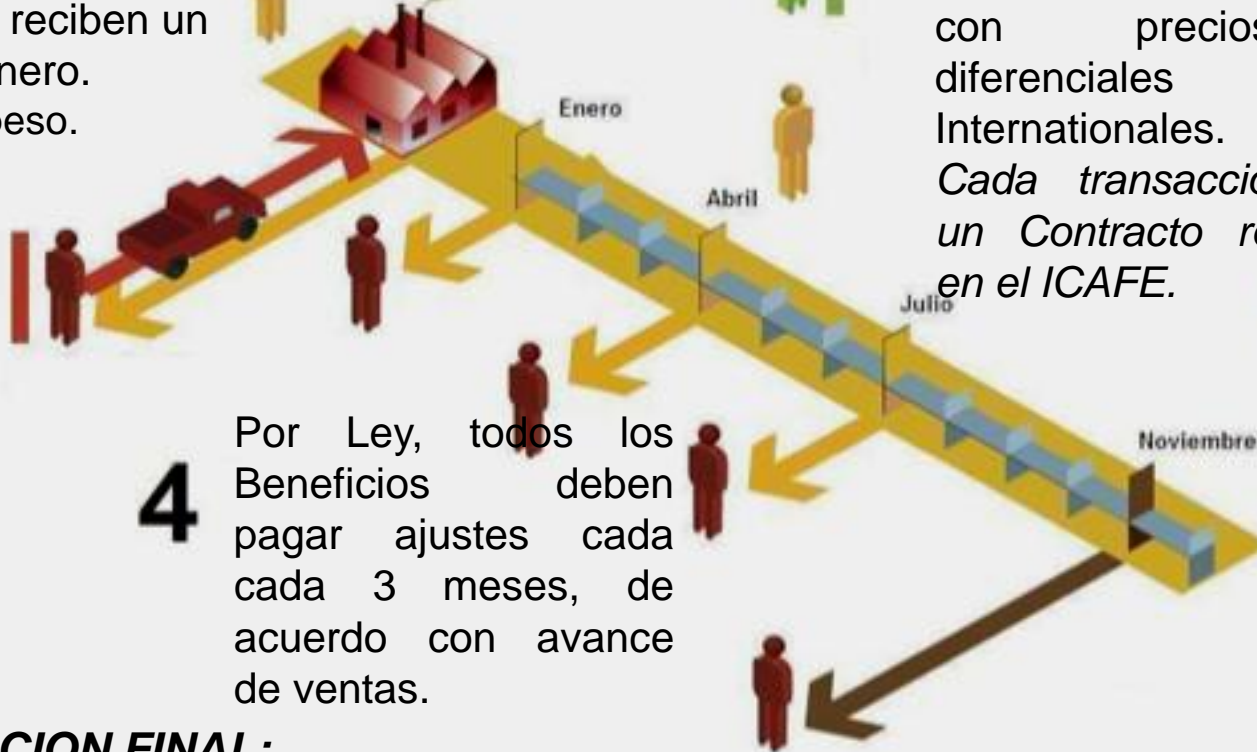 reciben un
nero.
peso.
con precios
diferenciales
Internationales.
Cada transacci
un Contracto r
en el ICAFE.
Enero
Abril
Julio
Noviembre
4
Por Ley, todos los
Beneficios deben
pagar ajustes cada
cada 3 meses, de
acuerdo con avance
de ventas.
CION FINAL: